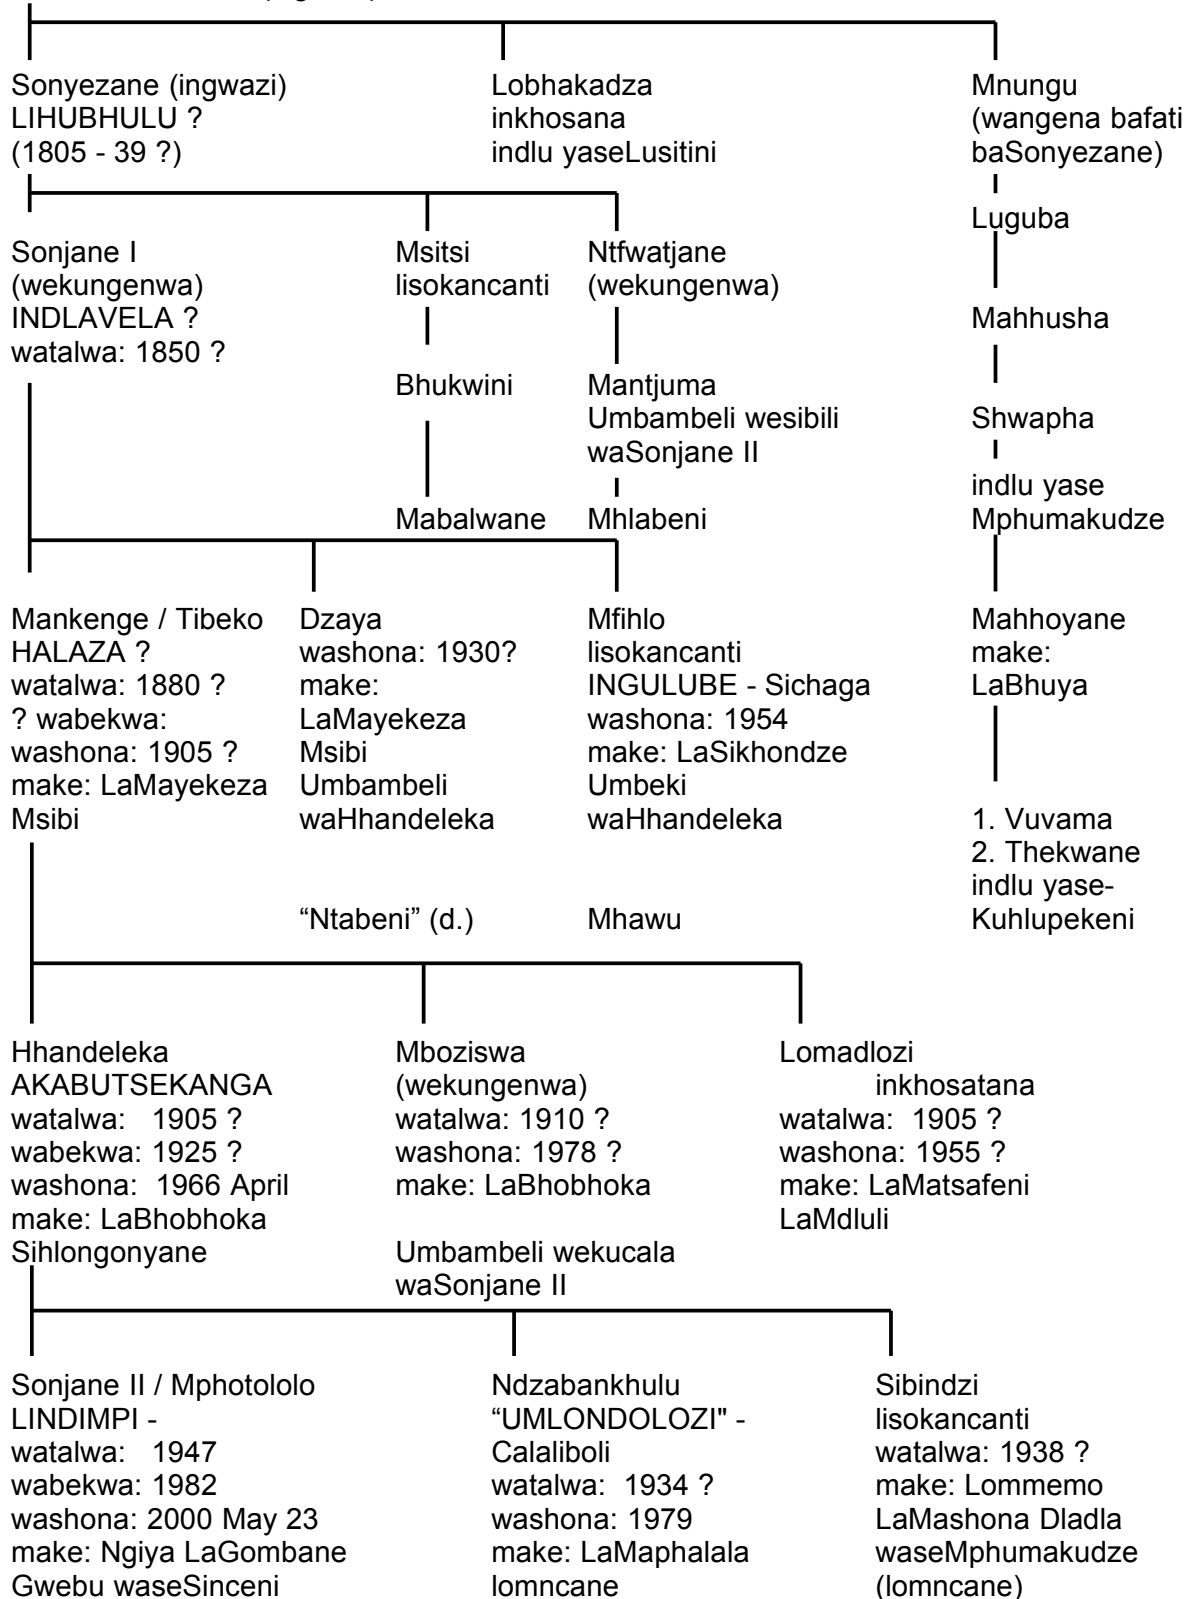 Sonyezane (ingwazi)
LIHUBHULU ?
(1805 - 39 ?)
Lobhakadza
inkhosana
indlu yaseLusitini
Mnungu
(wangena bafati
baSonyezane)
Luguba
Mahhusha
Shwapha
indlu yase
Mphumakudze
Mahhoyane
make:
LaBhuya
1. Vuvama
2. Thekwane
indlu yase-
Kuhlupekeni
Sonjane I
(wekungenwa)
INDLAVELA ?
watalwa: 1850 ?
Msitsi
lisokancanti
Bhukwini
Mabalwane
Ntfwatjane
(wekungenwa)
Mantjuma
Umbambeli wesibili
waSonjane II
Mhlabeni
Mankenge / Tibeko
HALAZA ?
watalwa: 1880 ?
? wabekwa:
washona: 1905 ?
make: LaMayekeza
Msibi
Dzaya
washona: 1930?
make:
LaMayekeza
Msibi
Umbambeli
waHhandeleka
"Ntabeni" (d.)
Mfihlo
lisokancanti
INGULUBE - Sichaga
washona: 1954
make: LaSikhondze
Umbeki
waHhandeleka
Mhawu
Hhandeleka
AKABUTSEKANGA
watalwa: 1905 ?
wabekwa: 1925 ?
washona: 1966 April
make: LaBhobhoka
Sihlongonyane
Mboziswa
(wekungenwa)
watalwa: 1910 ?
washona: 1978 ?
make: LaBhobhoka
Umbambeli wekucala
waSonjane II
Lomadlozi
inkhosatana
watalwa: 1905 ?
washona: 1955 ?
make: LaMatsafeni
LaMdluli
Sonjane II / Mphotololo
LINDIMPI -
watalwa: 1947
wabekwa: 1982
washona: 2000 May 23
make: Ngiya LaGombane
Gwebu waseSinceni
Ndzabankhulu
“UMLONDOLOZI" -
Calaliboli
watalwa: 1934 ?
washona: 1979
make: LaMaphalala
lomncane
Sibindzi
lisokancanti
watalwa: 1938 ?
make: Lommemo
LaMashona Dladla
waseMphumakudze
(lomncane)